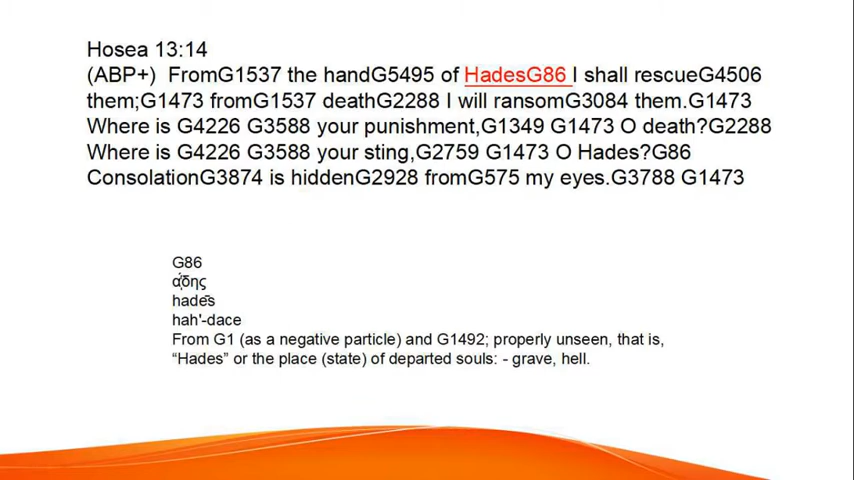 Hosea 13:14
(ABP+)  FromG1537 the handG5495 of HadesG86 I shall rescueG4506
them;G1473 fromG1537 deathG2288 I will ransomG3084 them.G1473
Where is G4226 G3588 your punishment,G1349 G1473 O death?G2288
Where is G4226 G3588 your sting,G2759 G1473 O Hades?G86
ConsolationG3874 is hiddenG2928 fromG575 my eyes.G3788 G1473
G86
ᾅδης
hadēs
hah'-dace
From G1 (as a negative particle) and G1492; properly unseen, that is,
“Hades” or the place (state) of departed souls: - grave, hell.